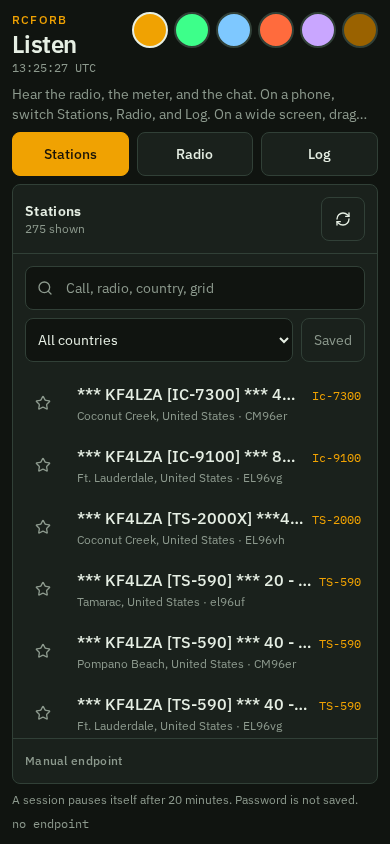 RCFORB
Listen
13:25:27 UTC
Hear the radio, the meter, and the chat. On a phone,
switch Stations, Radio, and Log. On a wide screen, drag…
Stations
Radio
Log
Stations
275 shown
Call, radio, country, grid
All countries
Saved
*** KF4LZA [IC-7300] *** 4… Ic-7300
Coconut Creek, United States · CM96er
*** KF4LZA [IC-9100] *** 8… Ic-9100
Ft. Lauderdale, United States · EL96vg
*** KF4LZA [TS-2000X] ***4… TS-2000
Coconut Creek, United States · EL96vh
*** KF4LZA [TS-590] *** 20 - … TS-590
Tamarac, United States · el96uf
*** KF4LZA [TS-590] *** 40 - … TS-590
Pompano Beach, United States · CM96er
*** KF4LZA [TS-590] *** 40 -… TS-590
Ft. Lauderdale, United States · EL96vg
Manual endpoint
A session pauses itself after 20 minutes. Password is not saved.
no endpoint